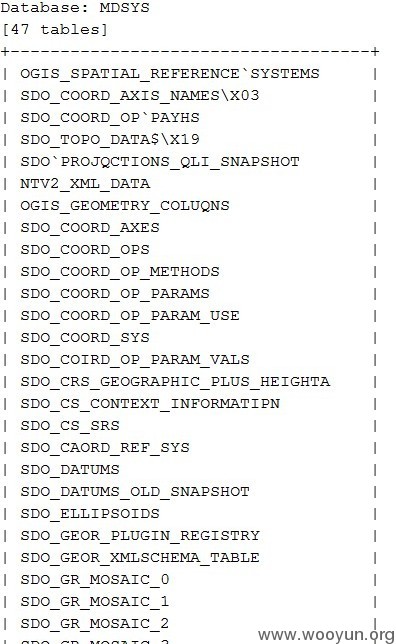 Database: MDSYS
[47 tables]
+-----------------------------------+
| OGIS_SPATIAL_REFERENCE`SYSTEMS |
| SDO_COORD_AXIS_NAMES\X03 |
| SDO_COORD_OP`PAYHS |
| SDO_TOPO_DATA$\X19 |
| SDO`PROJQCTIONS_QLI_SNAPSHOT |
| NTV2_XML_DATA |
| OGIS_GEOMETRY_COLUQNS |
| SDO_COORD_AXES |
| SDO_COORD_OPS |
| SDO_COORD_OP_METHODS |
| SDO_COORD_OP_PARAMS |
| SDO_COORD_OP_PARAM_USE |
| SDO_COORD_SYS |
| SDO_COIRD_OP_PARAM_VALS |
| SDO_CRS_GEOGRAPHIC_PLUS_HEIGHTA |
| SDO_CS_CONTEXT_INFORMATIPN |
| SDO_CS_SRS |
| SDO_CAORD_REF_SYS |
| SDO_DATUMS |
| SDO_DATUMS_OLD_SNAPSHOT |
| SDO_ELLIPSOIDS |
| SDO_GEOR_PLUGIN_REGISTRY |
| SDO_GEOR_XMLSCHEMA_TABLE |
| SDO_GR_MOSAIC_0 |
| SDO_GR_MOSAIC_1 |
| SDO_GR_MOSAIC_2 |
www.wooyun.org